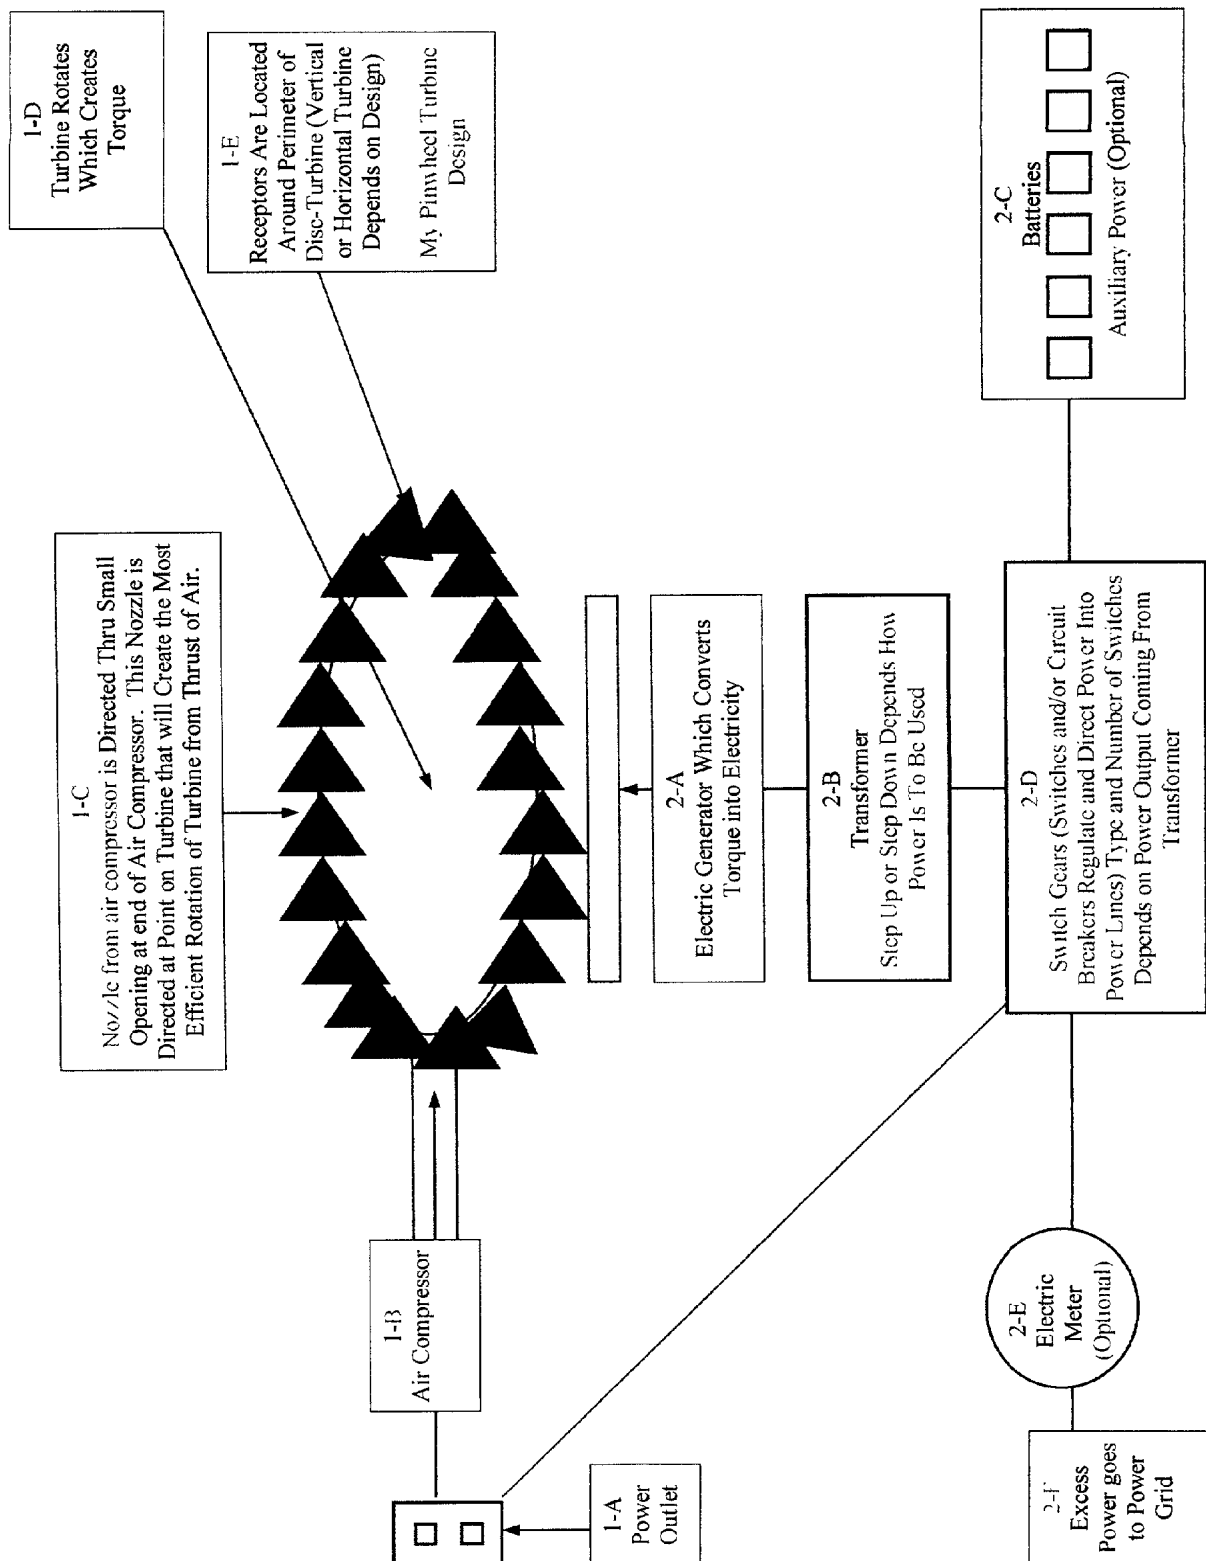 1-D
Turbine Rotates
Which Creates
Torque
1-E
Receptors Are Located
Around Perimeter of
Disc-Turbine (Vertical
or Horizontal Turbine
Depends on Design)
My Pinwheel Turbine
Design
1-C
Nozzle from air compressor is Directed Thru Small
Opening at end of Air Compressor. This Nozzle is
Directed at Point on Turbine that will Create the Most
Efficient Rotation of Turbine from Thrust of Air.
1-B
Air Compressor
1-A
Power
Outlet
2-A
Electric Generator Which Converts
Torque into Electricity
2-B
Transformer
Step Up or Step Down Depends How
Power Is To Be Used
2-C
Batteries
Auxiliary Power (Optional)
2-D
Switch Gears (Switches and/or Circuit
Breakers Regulate and Direct Power Into
Power Lines) Type and Number of Switches
Depends on Power Output Coming From
Transformer
2-E
Electric
Meter
(Optional)
2-F
Excess
Power goes
to Power
Grid